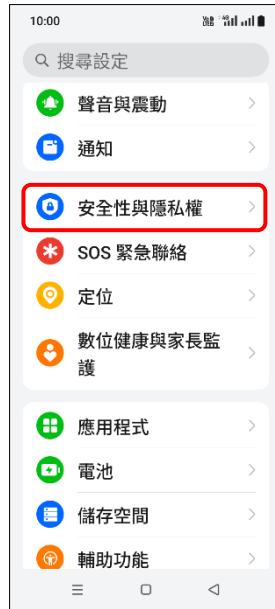 10:00
搜尋設定
聲音與震動
通知
安全性與隱私權
SOS 緊急聯絡
定位
數位健康與家長監
護
應用程式
電池
儲存空間
輔助功能